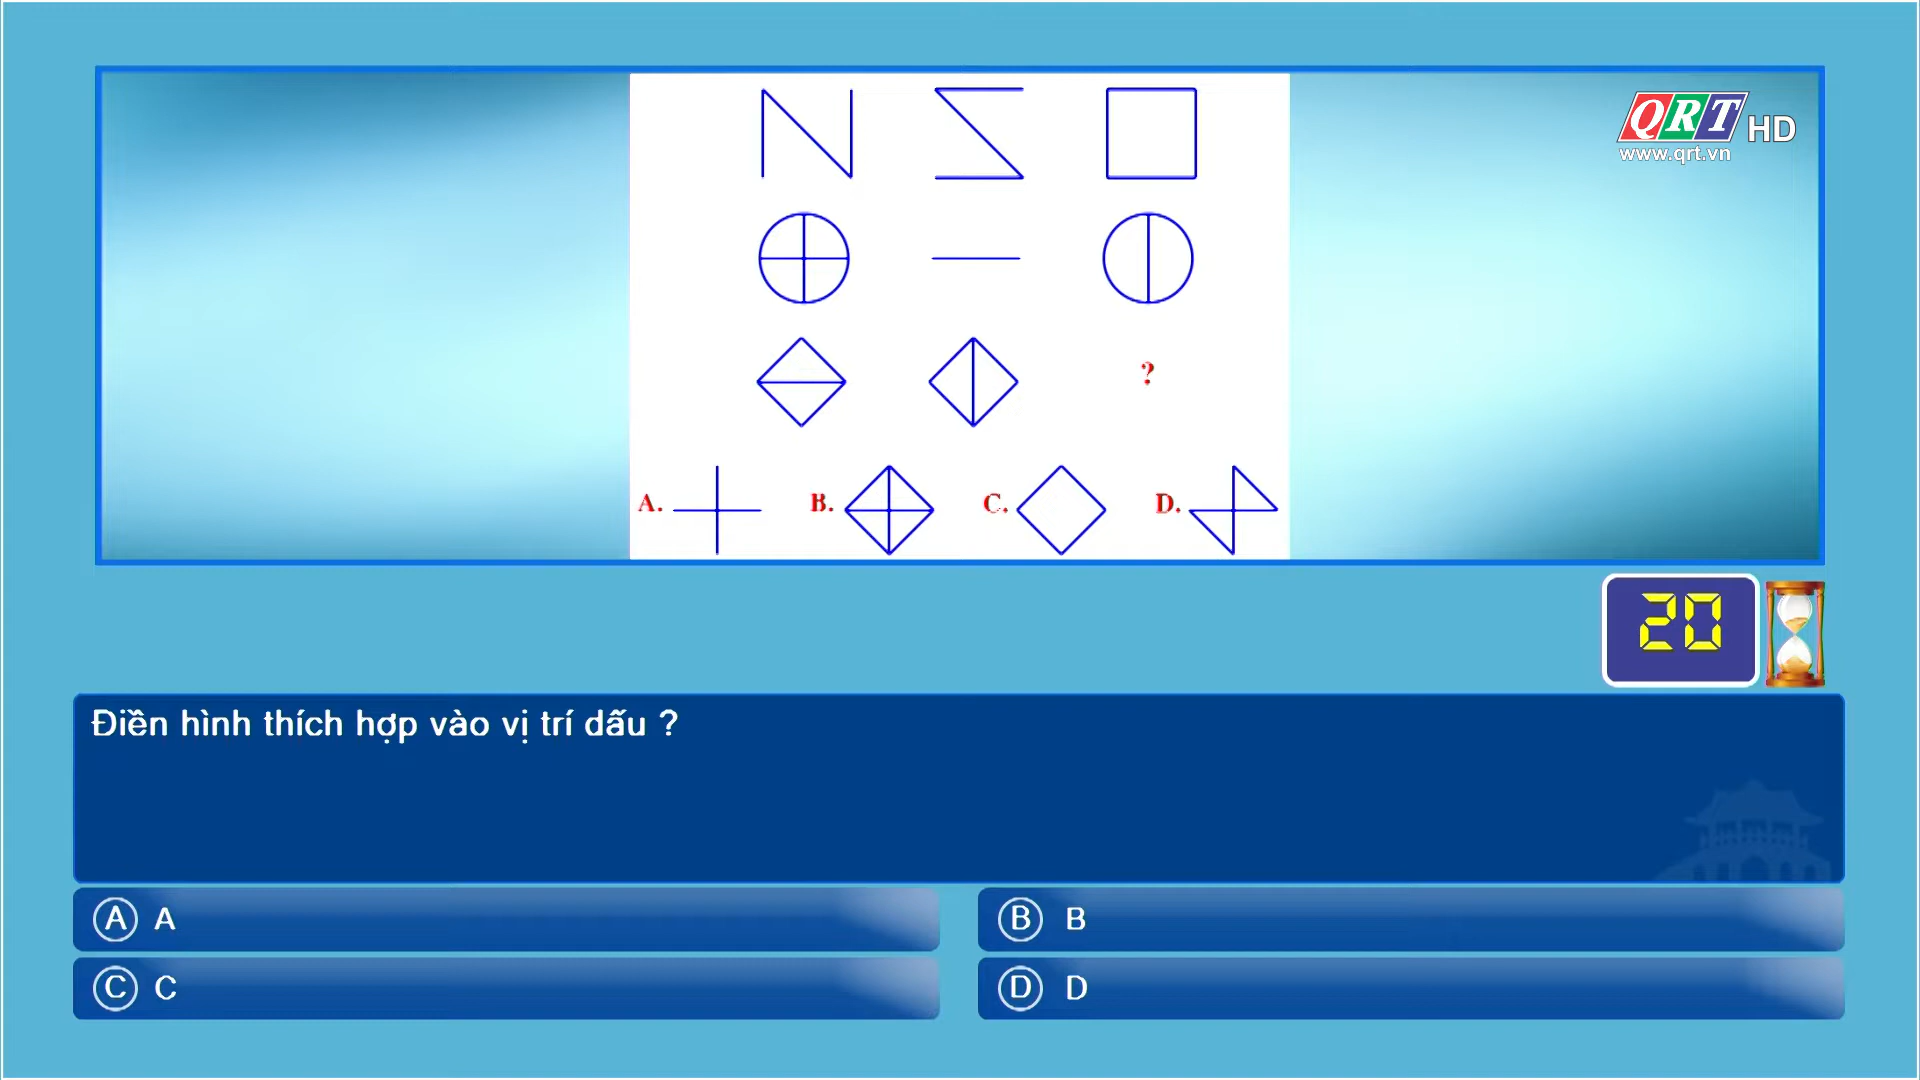 QRT HD
www.qrt.vn
?
A. B. C. D.
20
Điền hình thích hợp vào vị trí dấu ?
A A
B B
C C
D D